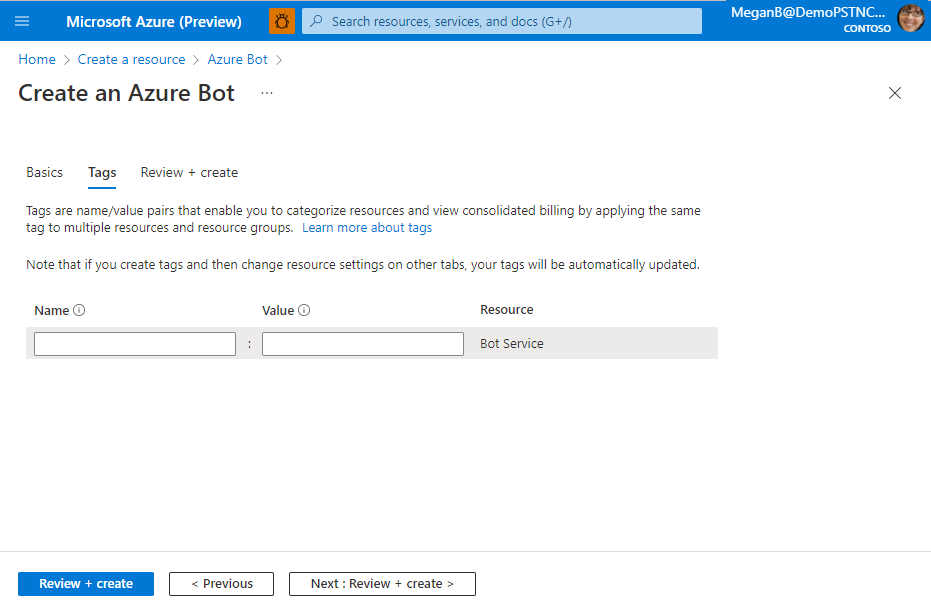 Microsoft Azure (Preview)
Search resources, services, and docs (G+/)
MeganB@DemoPSTNC...
CONTOSO
Home > Create a resource > Azure Bot >
Create an Azure Bot ...
Basics Tags Review + create
Tags are name/value pairs that enable you to categorize resources and view consolidated billing by applying the same
tag to multiple resources and resource groups. Learn more about tags
Note that if you create tags and then change resource settings on other tabs, your tags will be automatically updated.
Name Value Resource
: Bot Service
Review + create < Previous Next : Review + create >